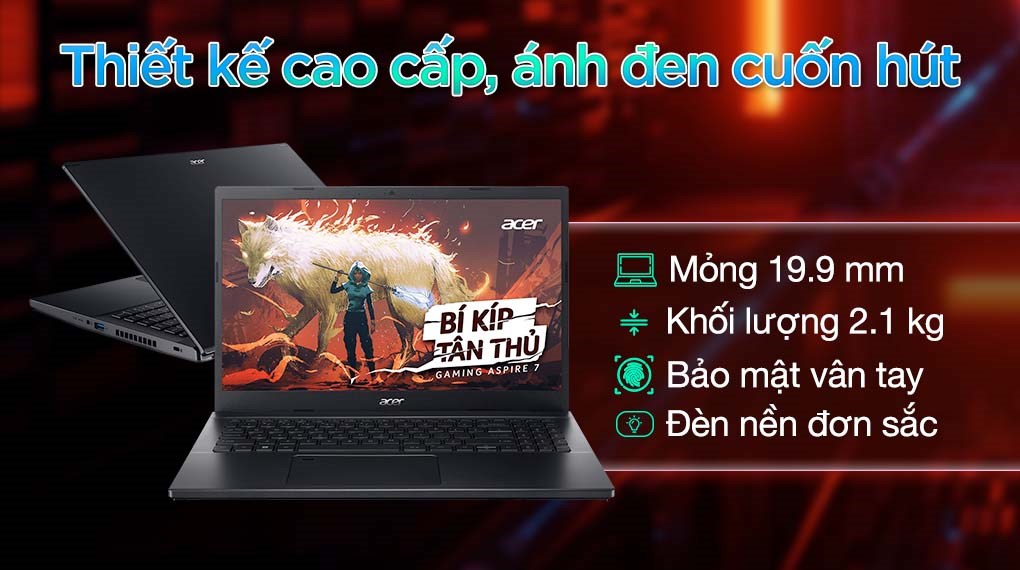 Thiết kế cao cấp, ánh đen cuốn hút
acer
acer
BÍ KÍP
TÂN THỦ
GAMING ASPIRE 7
acer
Mỏng 19.9 mm
Khối lượng 2.1 kg
Bảo mật vân tay
Đèn nền đơn sắc